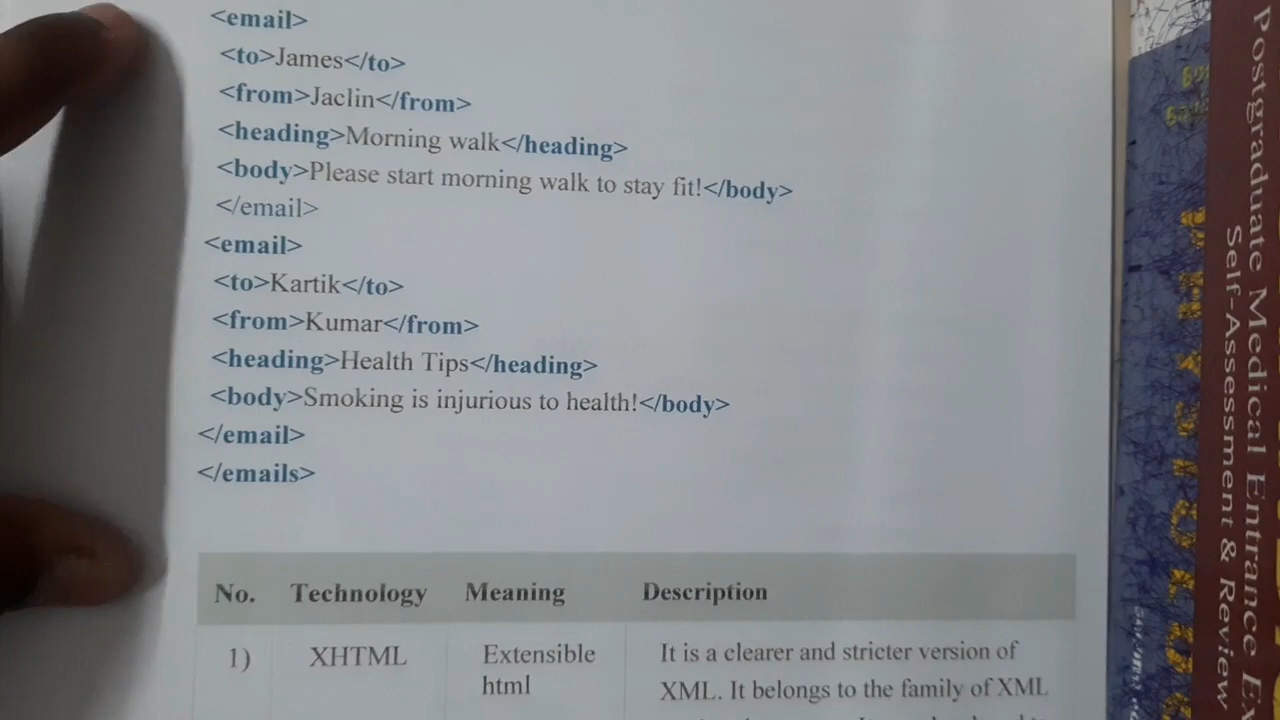 <email>
<to>James</to>
<from>Jaclin</from>
<heading>Morning walk</heading>
<body>Please start morning walk to stay fit!</body>
</email>
<email>
<to>Kartik</to>
<from>Kumar</from>
<heading>Health Tips</heading>
<body>Smoking is injurious to health!</body>
</email>
</emails>
No. Technology Meaning Description
1) XHTML Extensible It is a clearer and stricter version of
html XML. It belongs to the family of XML
Postgraduate Medical Entrance
Self-Assessment & Review